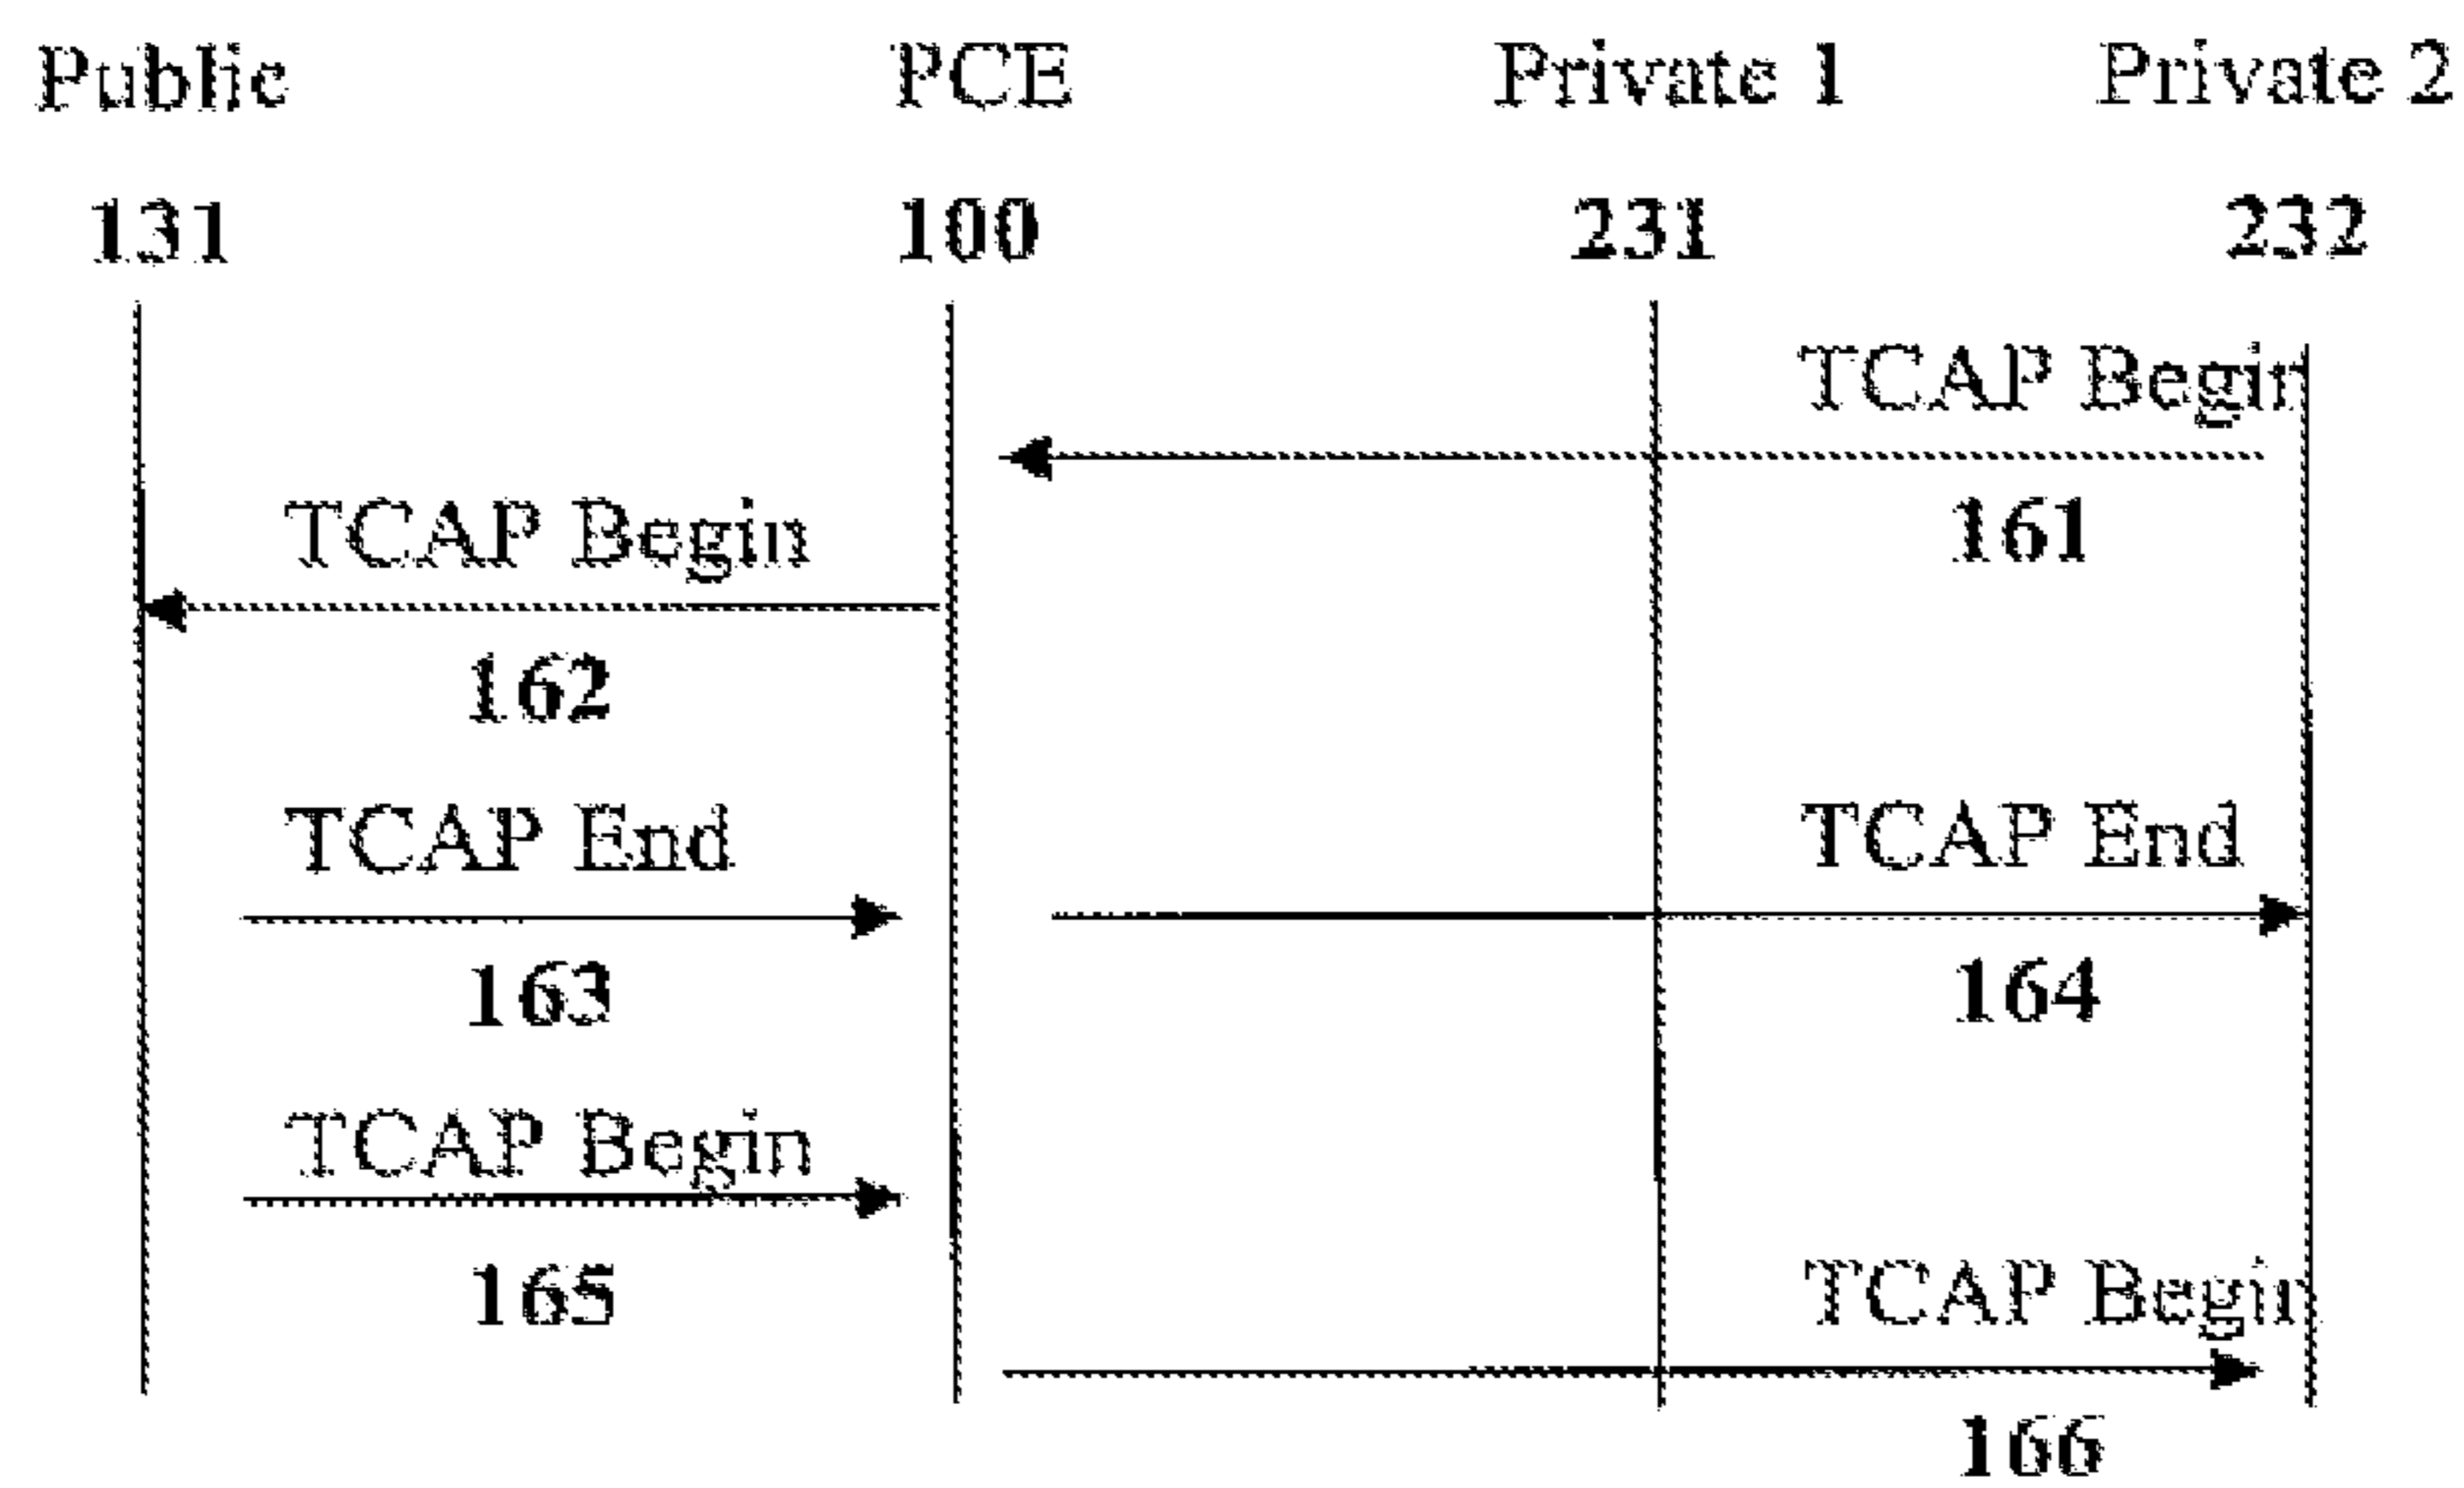 Public PCE Private 1 Private 2
131 100 231 232
TCAP Begin
161
TCAP Begin
162
TCAP End TCAP End
163 164
TCAP Begin
165
TCAP Begin
166